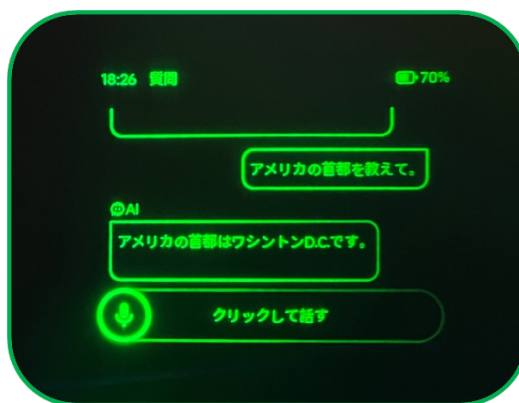 18:26 質問 70%
アメリカの首都を教えて。
AI
アメリカの首都はワシントンD.C.です。
クリックして話す